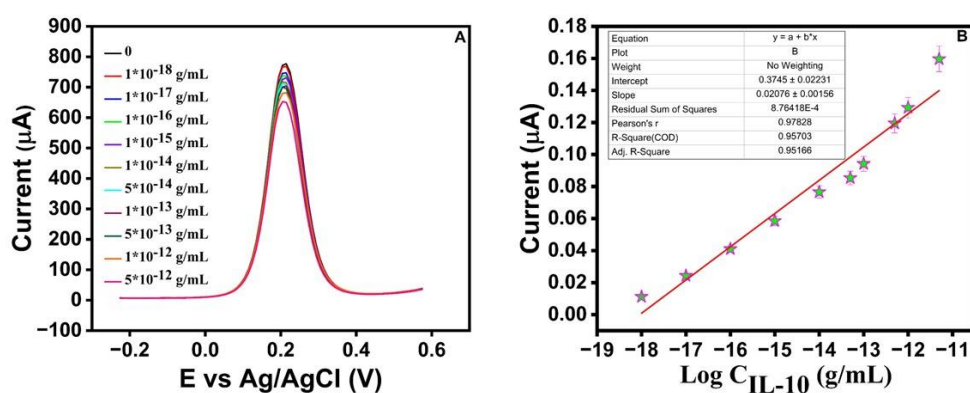 A
Current (µA)
900
800
700
600
500
400
300
200
100
0
−100
0
1*10-18 g/mL
1*10-17 g/mL
1*10-16 g/mL
1*10-15 g/mL
1*10-14 g/mL
5*10-14 g/mL
1*10-13 g/mL
5*10-13 g/mL
1*10-12 g/mL
5*10-12 g/mL
−0.2 0.0 0.2 0.4 0.6
E vs Ag/AgCl (V)
B
Current (µA)
0.18
0.16
0.14
0.12
0.10
0.08
0.06
0.04
0.02
0.00
Equation y = a + b*x
Plot B
Weight No Weighting
Intercept 0.3745 ± 0.02231
Slope 0.02076 ± 0.00156
Residual Sum of Squares 8.76418E-4
Pearson's r 0.97828
R-Square(COD) 0.95703
Adj. R-Square 0.95166
−19 −18 −17 −16 −15 −14 −13 −12 −11
Log C IL-10 (g/mL)